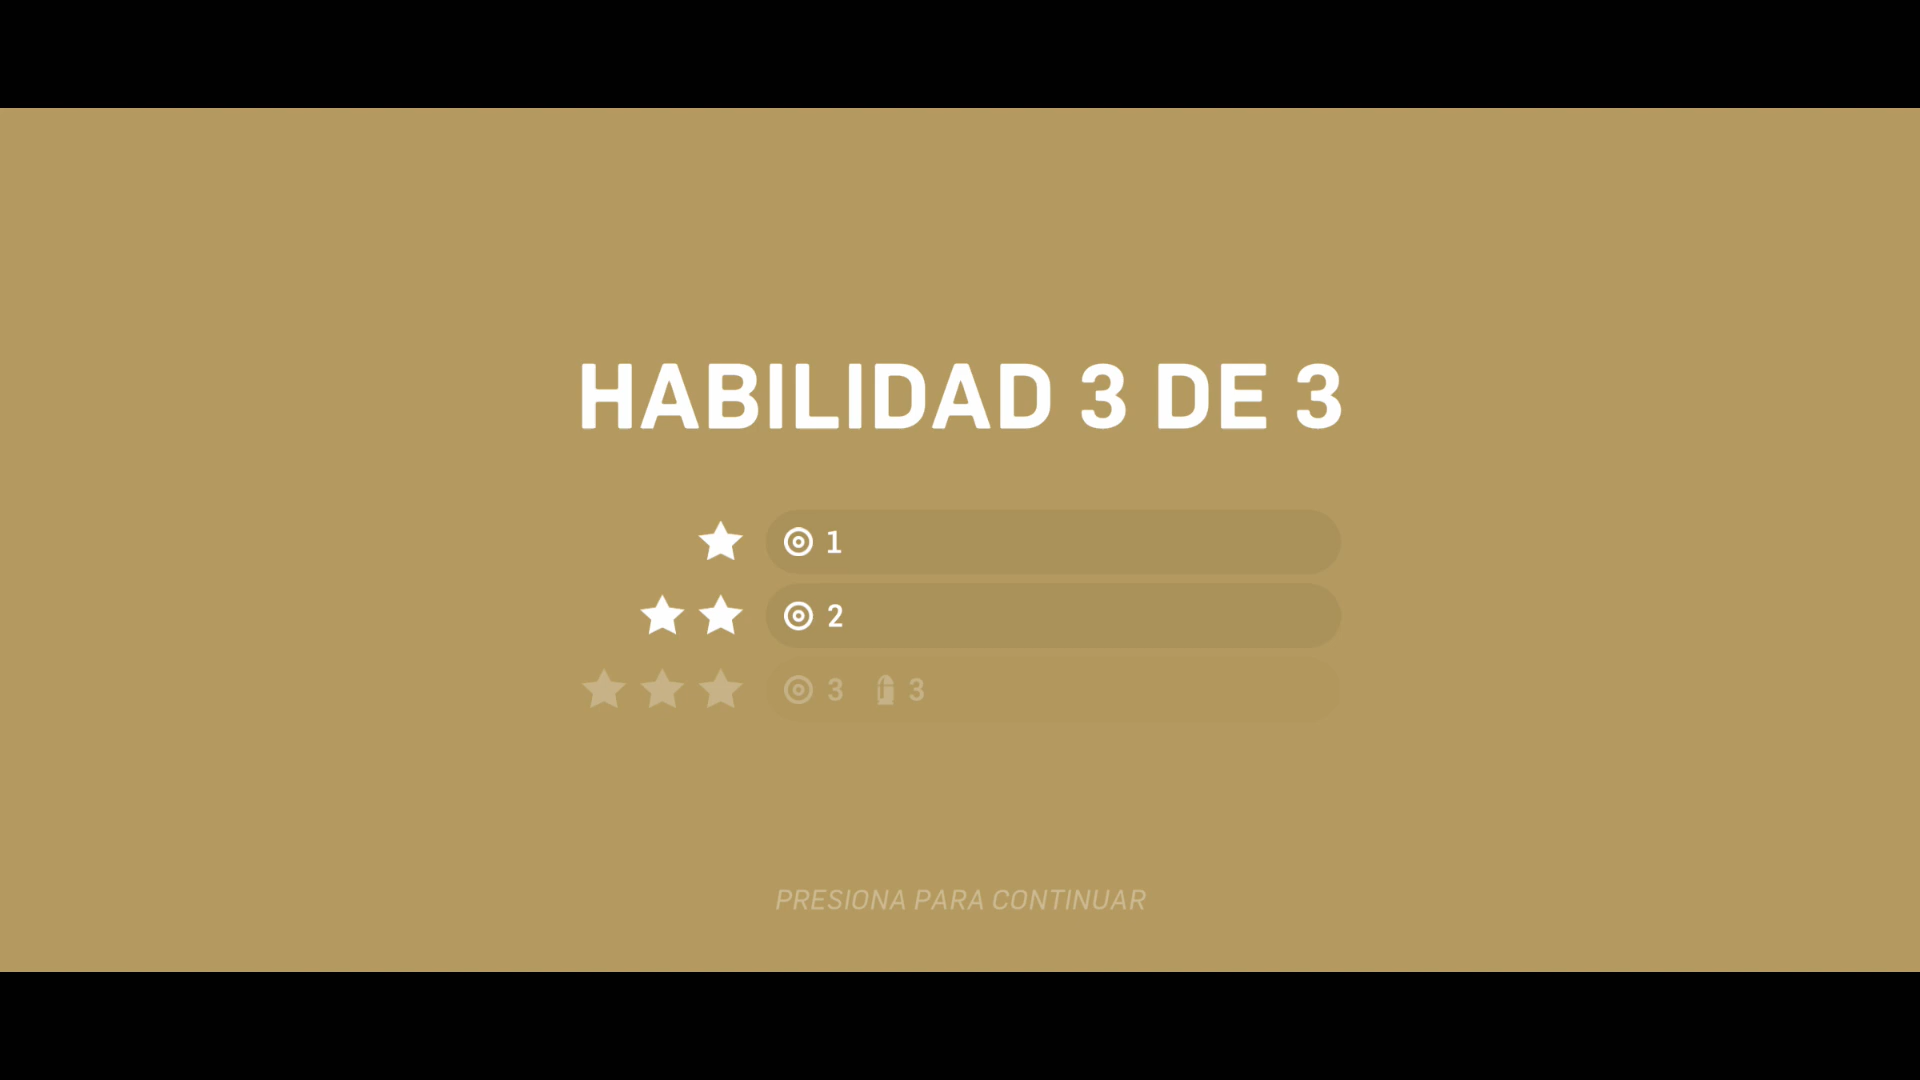 HABILIDAD 3 DE 3
1
2
3 3
PRESIONA PARA CONTINUAR